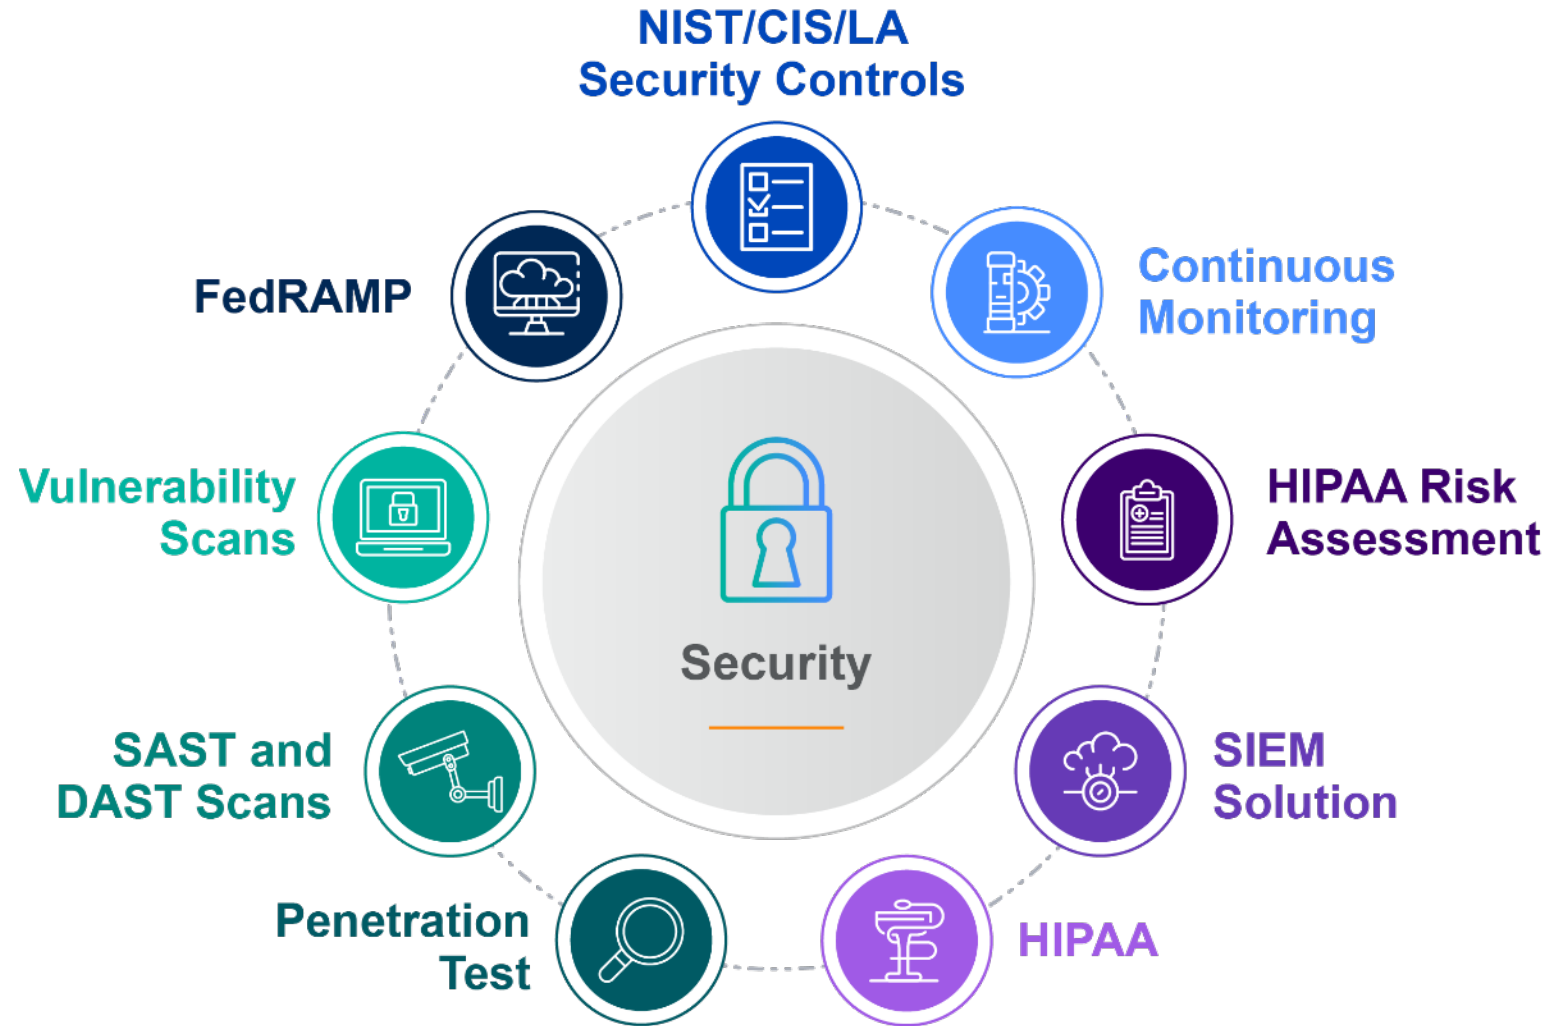 NIST/CIS/LA
Security Controls
Continuous
Monitoring
FedRAMP
HIPAA Risk
Assessment
Vulnerability
Scans
Security
SIEM
Solution
SAST and
DAST Scans
HIPAA
Penetration
Test